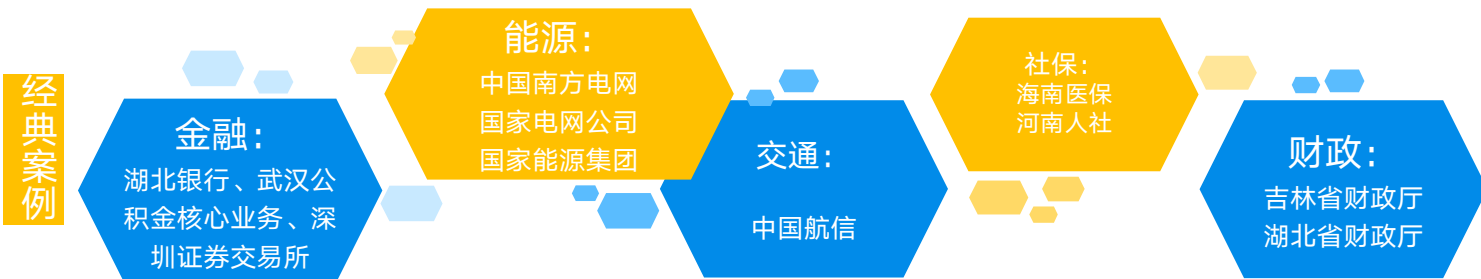 经典案例
金融：
湖北银行、武汉公
积金核心业务、深
圳证券交易所
能源：
中国南方电网
国家电网公司
国家能源集团
交通：
中国航信
社保：
海南医保
河南人社
财政：
吉林省财政厅
湖北省财政厅